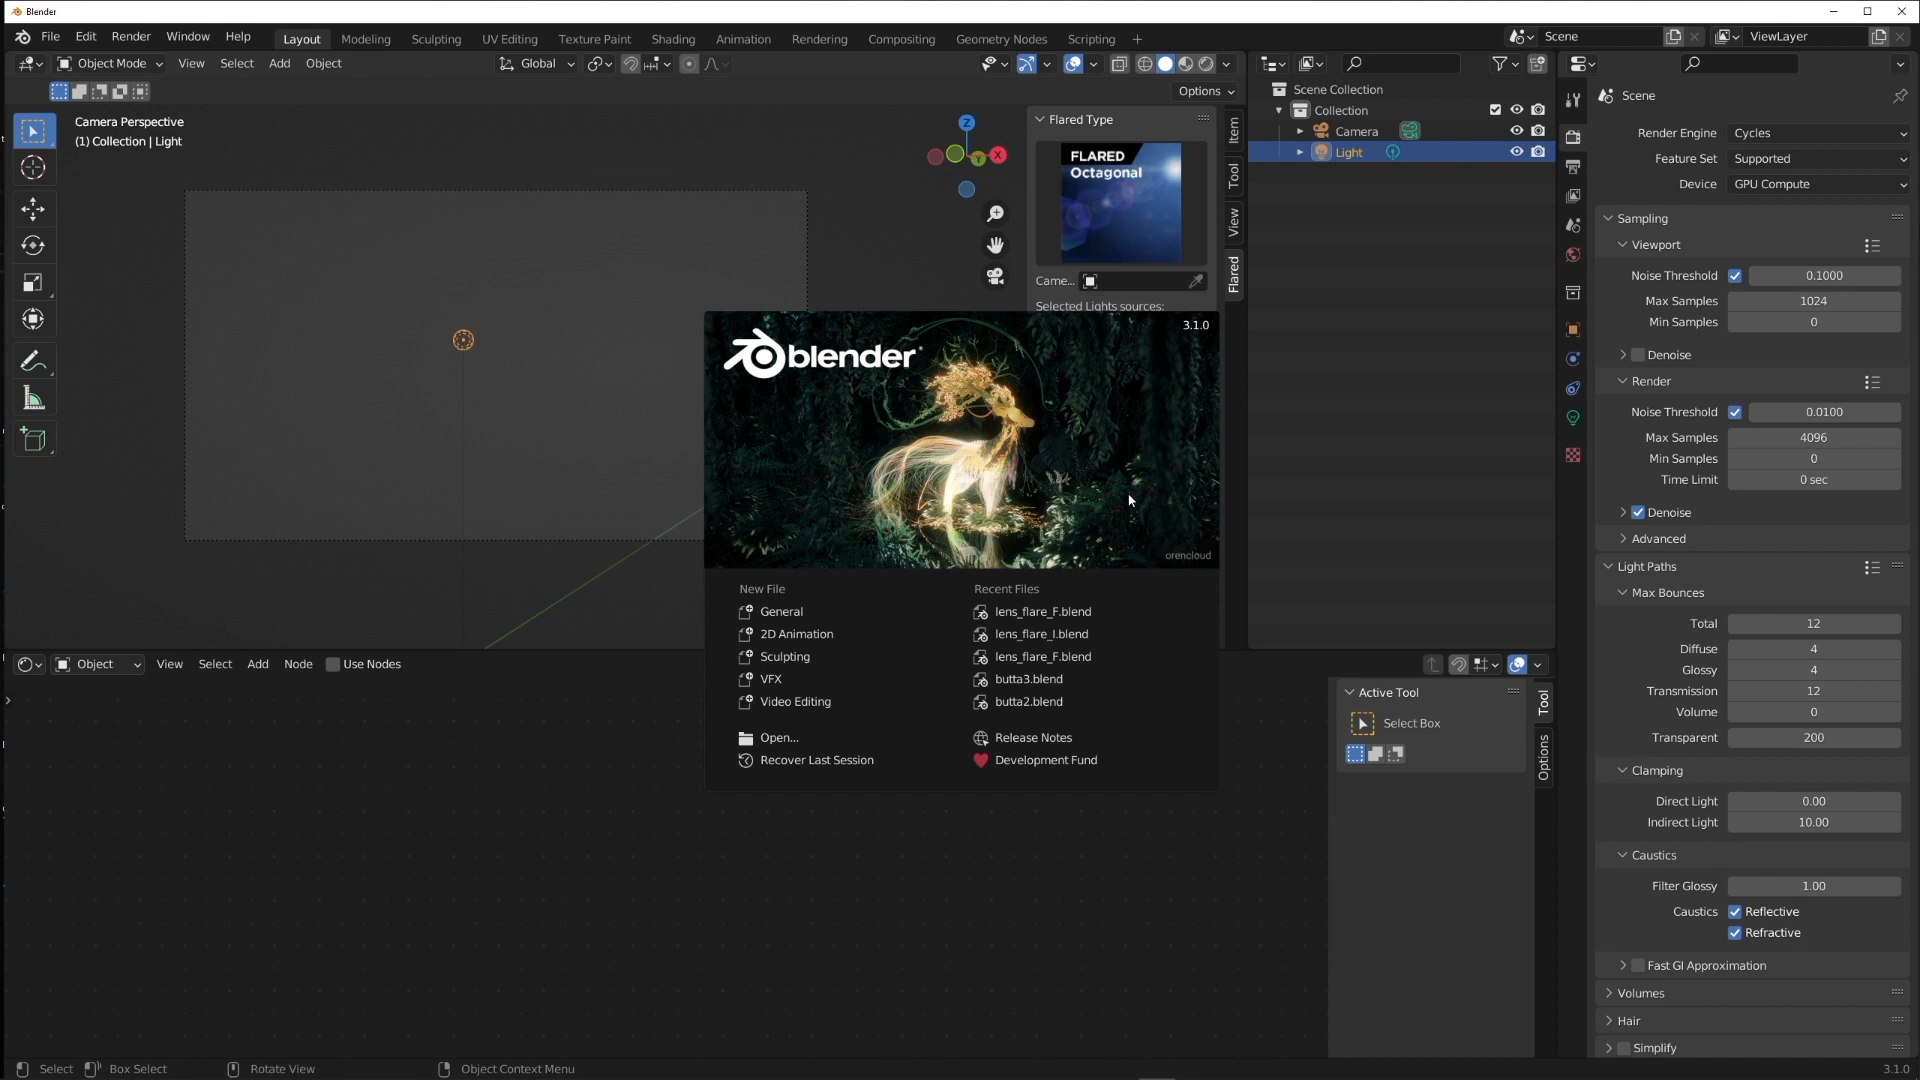 Blender
File Edit Render Window Help Layout Modeling Sculpting UV Editing Texture Paint Shading Animation Rendering Compositing Geometry Nodes Scripting + Scene ViewLayer
Object Mode View Select Add Object Global
Options
Camera Perspective
(1) Collection | Light
Z
Y
X
Flared Type
FLARED
Octagonal
Came...
Selected Lights sources:
Item
Tool
View
Flared
Scene Collection
Collection
Camera
Light
Scene
Render Engine Cycles
Feature Set Supported
Device GPU Compute
Sampling
Viewport
Noise Threshold 0.1000
Max Samples 1024
Min Samples 0
Denoise
Render
Noise Threshold 0.0100
Max Samples 4096
Min Samples 0
Time Limit 0 sec
Denoise
Advanced
Light Paths
Max Bounces
Total 12
Diffuse 4
Glossy 4
Transmission 12
Volume 0
Transparent 200
Clamping
Direct Light 0.00
Indirect Light 10.00
Caustics
Filter Glossy 1.00
Caustics Reflective
Refractive
Fast GI Approximation
Volumes
Hair
Simplify
3.1.0
blender
orencloud
New File
General
2D Animation
Sculpting
VFX
Video Editing
Open...
Recover Last Session
Recent Files
lens_flare_F.blend
lens_flare_I.blend
lens_flare_F.blend
butta3.blend
butta2.blend
Release Notes
Development Fund
Object View Select Add Node Use Nodes
Active Tool
Select Box
Tool
Options
Select Box Select Rotate View Object Context Menu 3.1.0